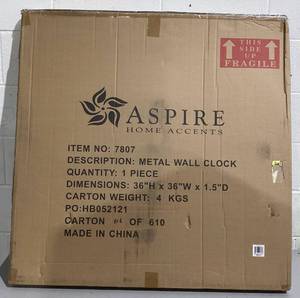 THIS
SIDE
UP
FRAGILE
ASPIRE
HOME ACCENTS
ITEM NO: 7807
DESCRIPTION: METAL WALL CLOCK
QUANTITY: 1 PIECE
DIMENSIONS: 36"H x 36"W x 1.5"D
CARTON WEIGHT: 4 KGS
PO:HB052121
CARTON OF 610
MADE IN CHINA